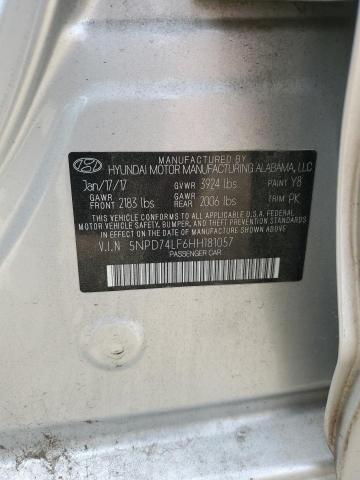 MANUFACTURED BY
HYUNDAI MOTOR MANUFACTURING ALABAMA, LLC
Jan/17/17 GVWR 3924 lbs PAINT Y8
GAWR FRONT 2183 lbs GAWR REAR 2006 lbs TRIM PK
THIS VEHICLE CONFORMS TO ALL APPLICABLE U.S.A. FEDERAL
MOTOR VEHICLE SAFETY, BUMPER, AND THEFT PREVENTION STANDARDS
IN EFFECT ON THE DATE OF MANUFACTURE SHOWN ABOVE.
V.I.N 5NPD74LF6HH181057
PASSENGER CAR